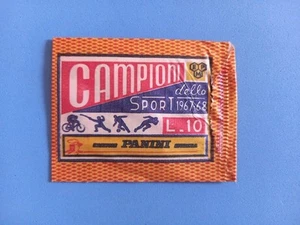 CAMPIONI
dello
SPORT 1967-68
L.10
PANINI